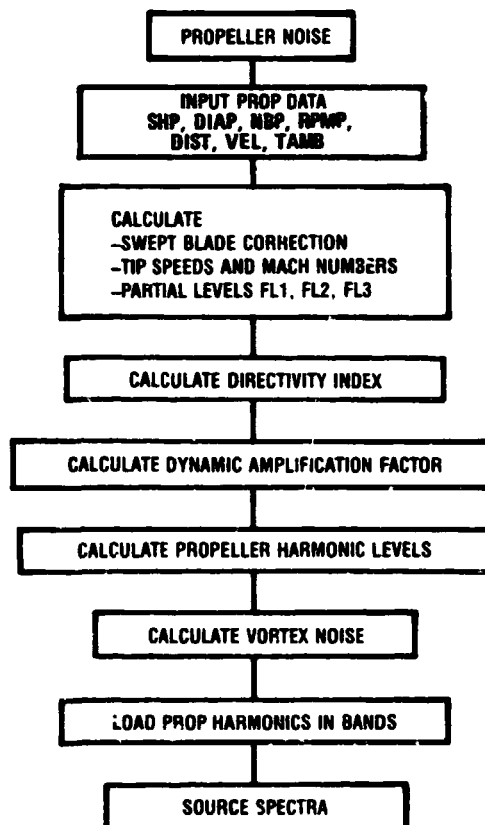 PROPELLER NOISE
INPUT PROP DATA
SHP, DIAP, NBP, RPMP,
DIST, VEL, TAMB
CALCULATE
–SWEPT BLADE CORRECTION
–TIP SPEEDS AND MACH NUMBERS
–PARTIAL LEVELS FL1, FL2, FL3
CALCULATE DIRECTIVITY INDEX
CALCULATE DYNAMIC AMPLIFICATION FACTOR
CALCULATE PROPELLER HARMONIC LEVELS
CALCULATE VORTEX NOISE
LOAD PROP HARMONICS IN BANDS
SOURCE SPECTRA